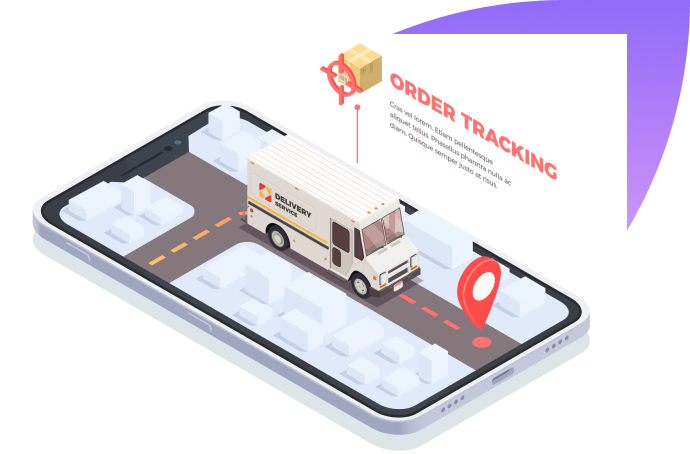 ORDER TRACKING
Cras vel lorem. Etiam pellentesque
aliquet tellus. Phasellus pharetra nulla ac
diam. Quisque semper justo at risus.
DELIVERY
SERVICE